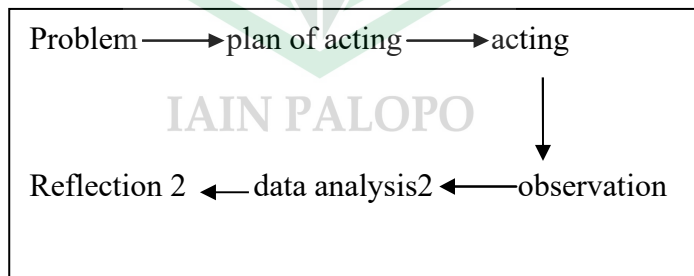 Problem plan of acting acting
IAIN PALOPO
Reflection 2 data analysis2 observation